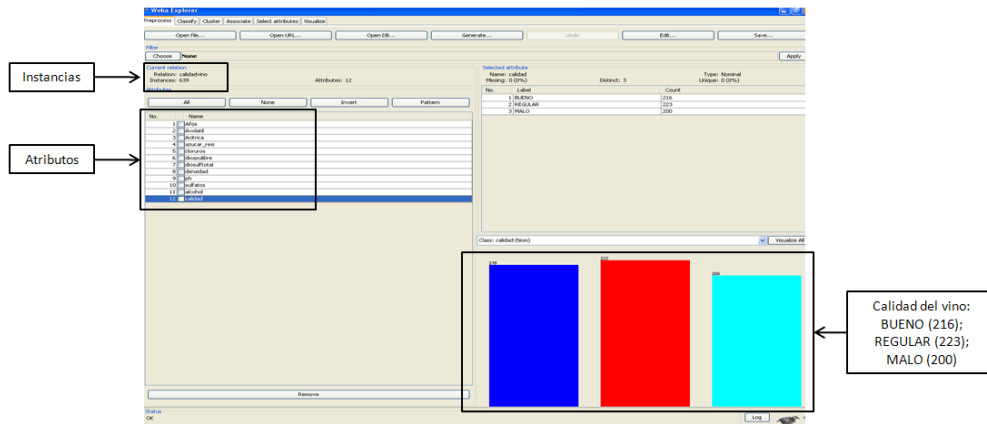 Weka Explorer
Preprocess Classify Cluster Associate Select attributes Visualize
Open file... Open URL... Open DB... Generate... Undo Edit... Save...
Filter
Choose None Apply
Current relation
Relation: calidadvino
Instances: 639 Attributes: 12
Selected attribute
Name: calidad Type: Nominal
Missing: 0 (0%) Distinct: 3 Unique: 0 (0%)
Instancias
Attributes
All None Invert Pattern
No. Name
1 Afija
2 Avolatil
3 Acitrica
4 azucar_resi
5 cloruros
6 dioazulibre
7 diosulftotal
8 densidad
9 ph
10 sulfatos
11 alcohol
12 calidad
Atributos
No. Label Count
1 BUENO 216
2 REGULAR 223
3 MALO 200
Class: calidad (Nom) Visualize All
216
223
200
Calidad del vino:
BUENO (216);
REGULAR (223);
MALO (200)
Remove
Status
OK Log